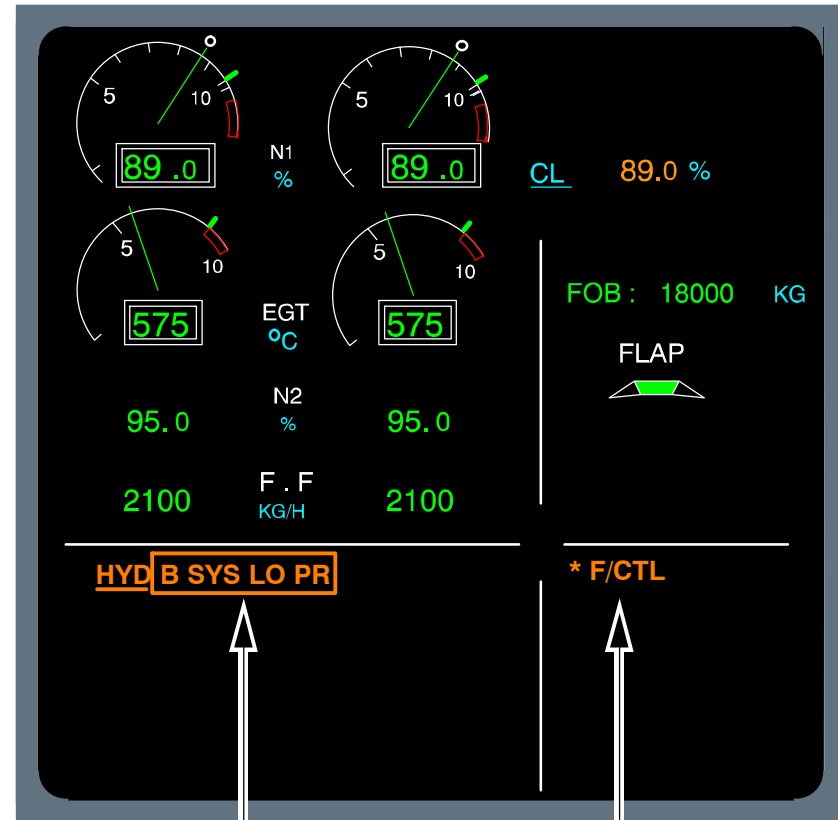 5 10 5 10
89 .0 N1 % 89 .0 CL 89.0 %
5 10 5 10
FOB : 18000 KG
575 EGT °C 575
FLAP
95.0 N2 % 95.0
2100 F . F KG/H 2100
HYD B SYS LO PR * F/CTL